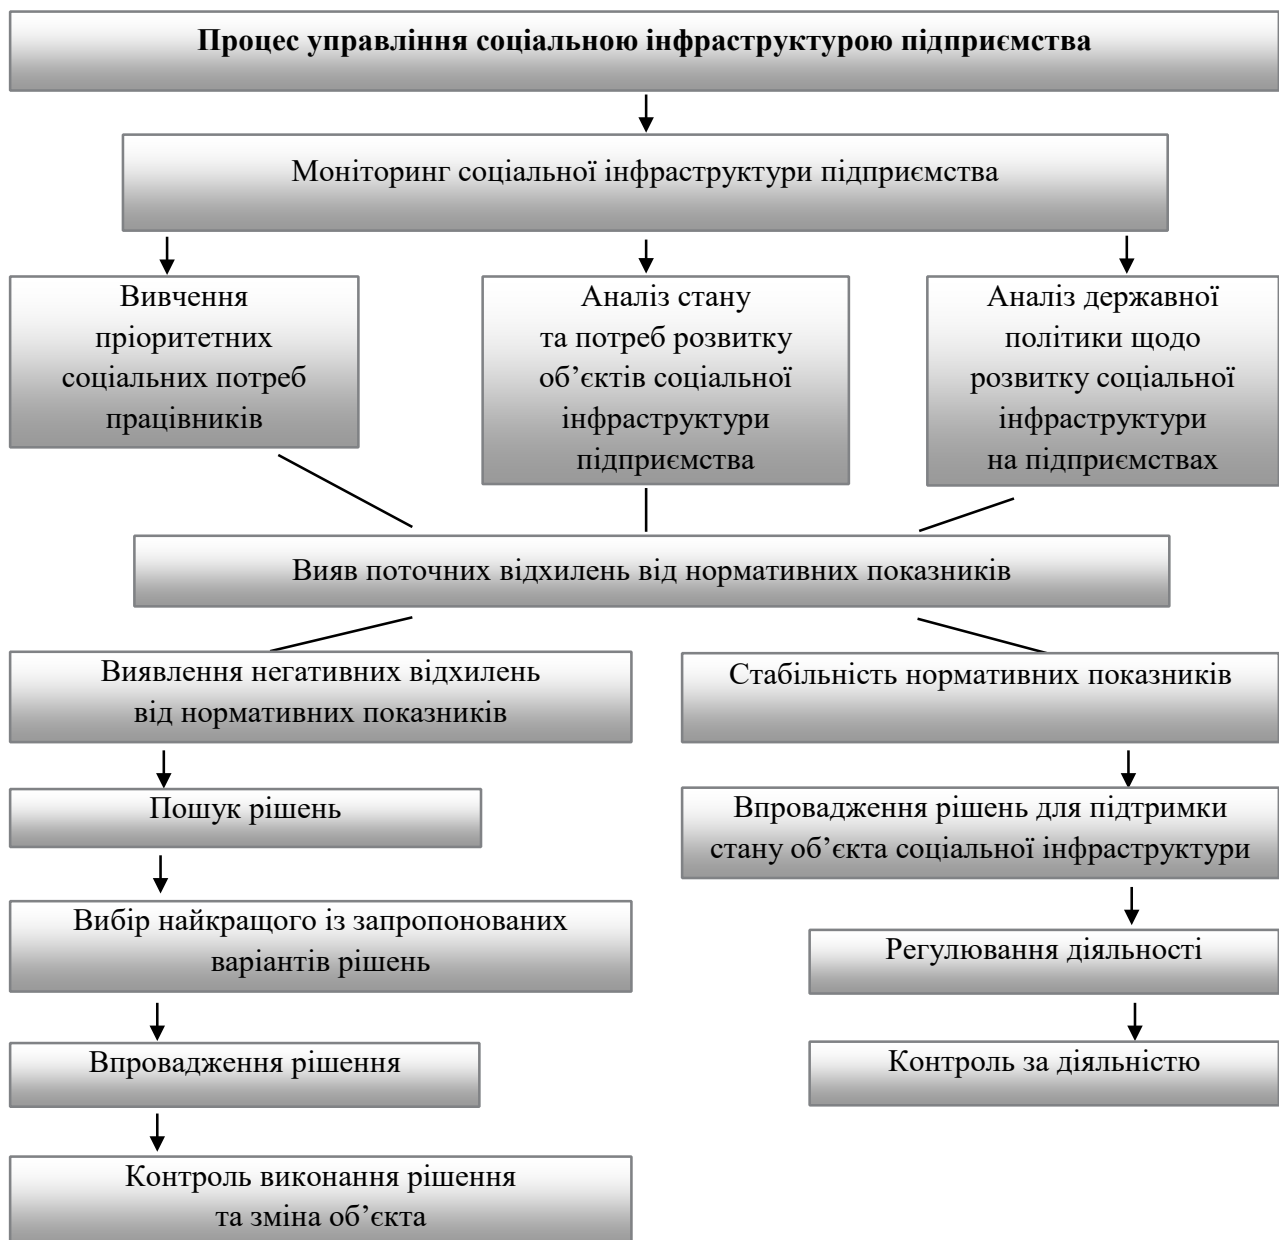 Процес управління соціальною інфраструктурою підприємства
Моніторинг соціальної інфраструктури підприємства
Вивчення
пріоритетних
соціальних потреб
працівників
Аналіз стану
та потреб розвитку
об’єктів соціальної
інфраструктури
підприємства
Аналіз державної
політики щодо
розвитку соціальної
інфраструктури
на підприємствах
Вияв поточних відхилень від нормативних показників
Виявлення негативних відхилень
від нормативних показників
Стабільність нормативних показників
Пошук рішень
Впровадження рішень для підтримки
стану об’єкта соціальної інфраструктури
Вибір найкращого із запропонованих
варіантів рішень
Регулювання діяльності
Впровадження рішення
Контроль за діяльністю
Контроль виконання рішення
та зміна об’єкта